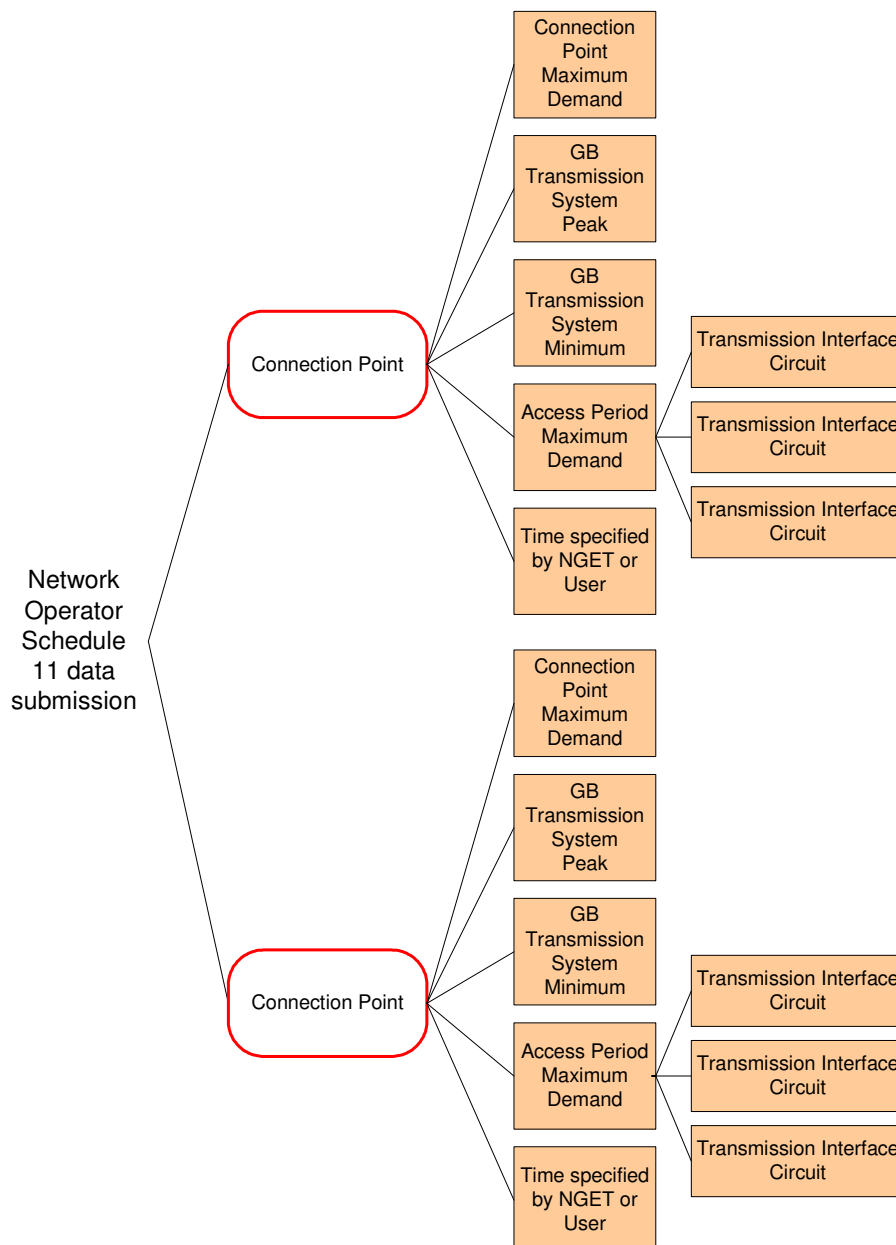 Connection
Point
Maximum
Demand
GB
Transmission
System
Peak
GB
Transmission
System
Minimum
Transmission Interface
Circuit
Connection Point
Access Period
Maximum
Demand
Transmission Interface
Circuit
Transmission Interface
Circuit
Time specified
by NGET or
User
Network
Operator
Schedule
11 data
submission
Connection
Point
Maximum
Demand
GB
Transmission
System
Peak
GB
Transmission
System
Minimum
Transmission Interface
Circuit
Connection Point
Access Period
Maximum
Demand
Transmission Interface
Circuit
Transmission Interface
Circuit
Time specified
by NGET or
User